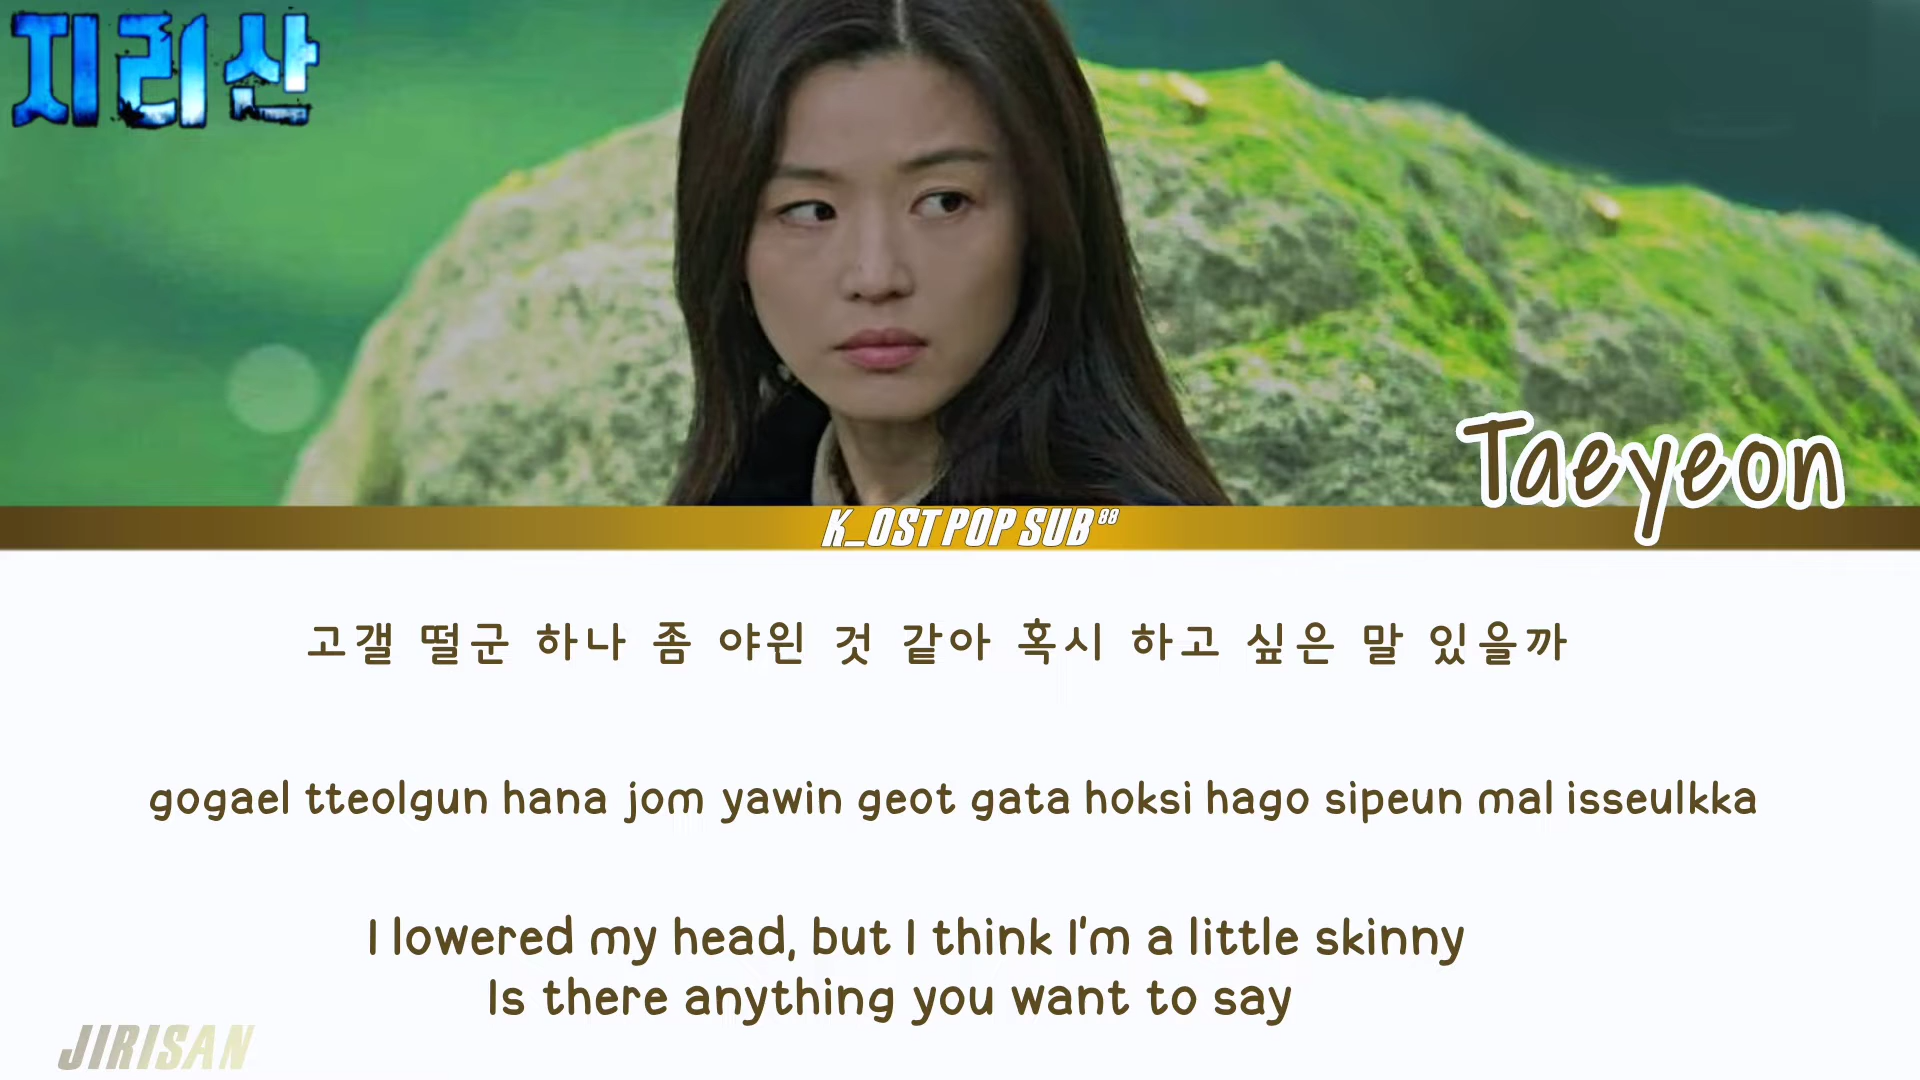 지리산
Taeyeon
K_OST POP SUB 88
고갤 떨군 하나 좀 야윈 것 같아 혹시 하고 싶은 말 있을까
gogael tteolgun hana jom yawin geot gata hoksi hago sipeun mal isseulkka
I lowered my head, but I think I'm a little skinny
Is there anything you want to say
JIRISAN